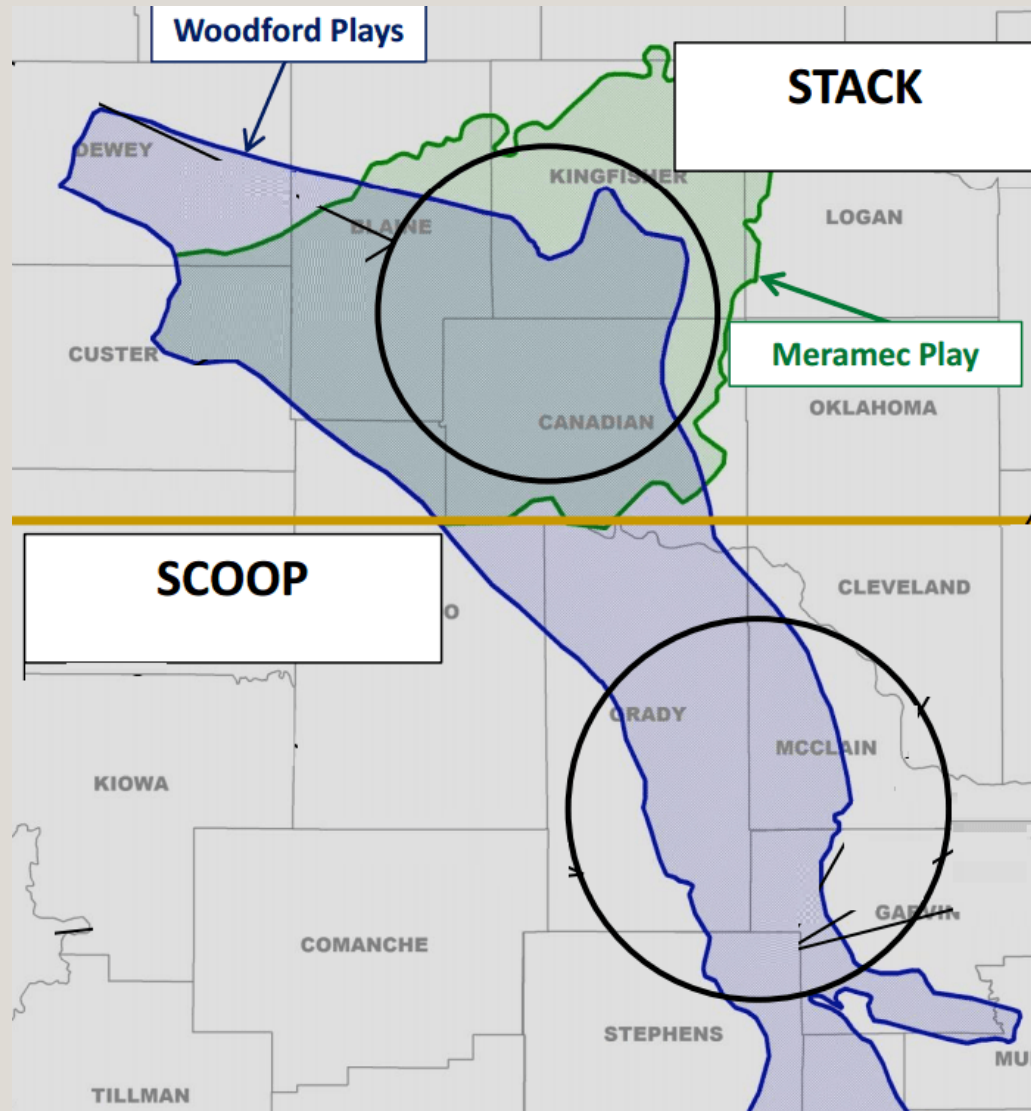 Woodford Plays
STACK
DEWEY
KINGFISHER
BLAINE
LOGAN
CUSTER
Meramec Play
OKLAHOMA
CANADIAN
SCOOP
CLEVELAND
O
GRADY
MCCLAIN
KIOWA
GARVIN
COMANCHE
STEPHENS
MU
TILLMAN